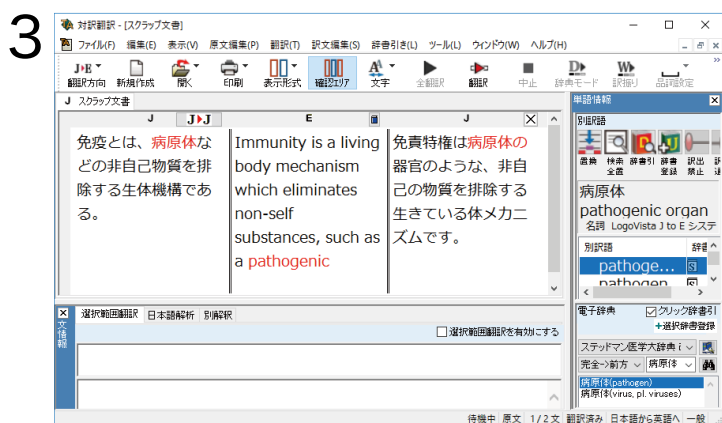 3
対訳翻訳 - [スクラップ文書]
ファイル(F) 編集(E) 表示(V) 原文編集(P) 翻訳(T) 訳文編集(S) 辞書引き(L) ツール(L) ウィンドウ(W) ヘルプ(H)
J▸E
翻訳方向 新規作成 開く 印刷 表示形式 確認エリア 文字 全翻訳 翻訳 中止 辞典モード 訳振り 品詞設定
J スクラップ文書
J J▸J E J
免疫とは、病原体な
どの非自己物質を排
除する生体機構であ
る。
Immunity is a living
body mechanism
which eliminates
non-self
substances, such as
a pathogenic
免責特権は病原体の
器官のような、非自
己の物質を排除する
生きている体メカニ
ズムです。
単語情報
別訳語
置換 検索 辞書引 辞書 訳出
全置 登録 禁止
病原体
pathogenic organ
名詞 LogoVista J to E システ
別訳語 辞書
pathoge...
pathogen
電子辞典 クリック辞書引
+選択辞書登録
ステッドマン医学大辞典
完全->前方 病原体
病原体(pathogen)
病原体(virus, pl. viruses)
文情報
選択範囲翻訳 日本語解析 別解釈
選択範囲翻訳を有効にする
待機中 原文 1/2文 翻訳済み 日本語から英語へ 一般